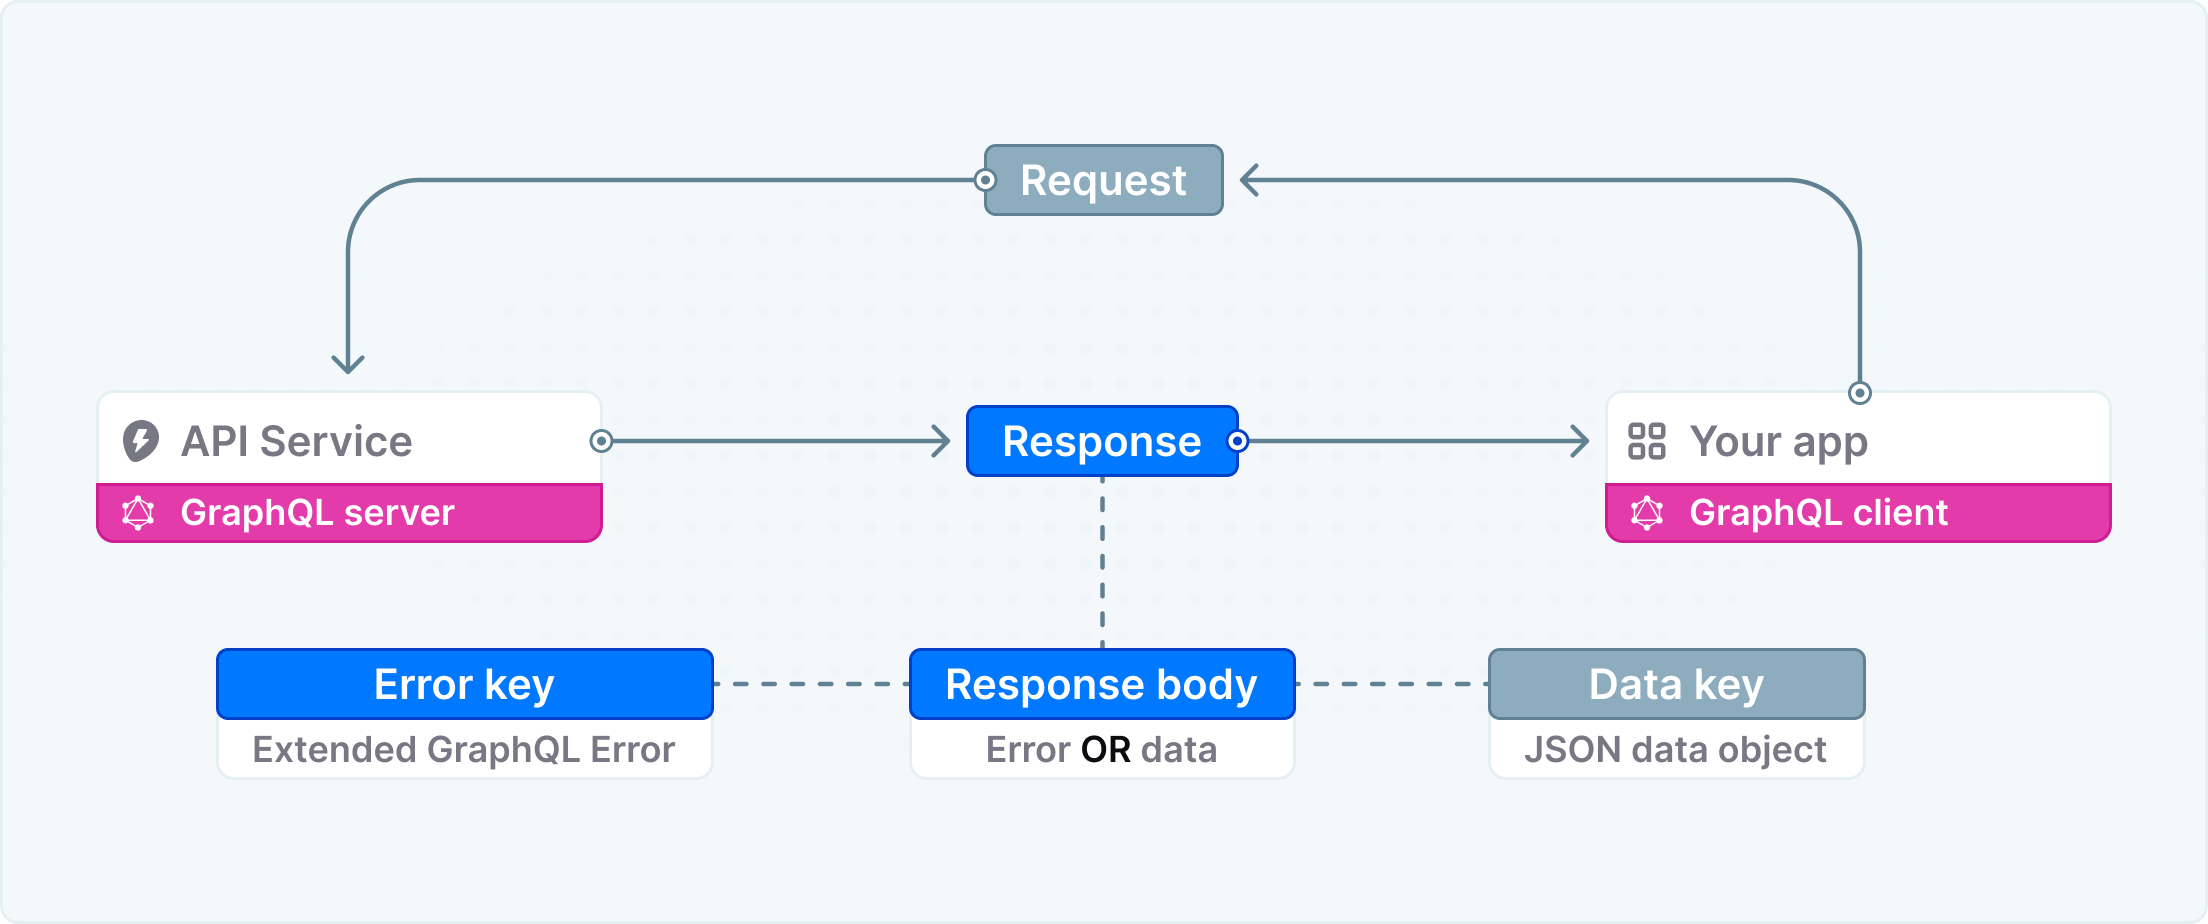 Request
API Service
GraphQL server
Response
Your app
GraphQL client
Error key
Extended GraphQL Error
Response body
Error OR data
Data key
JSON data object